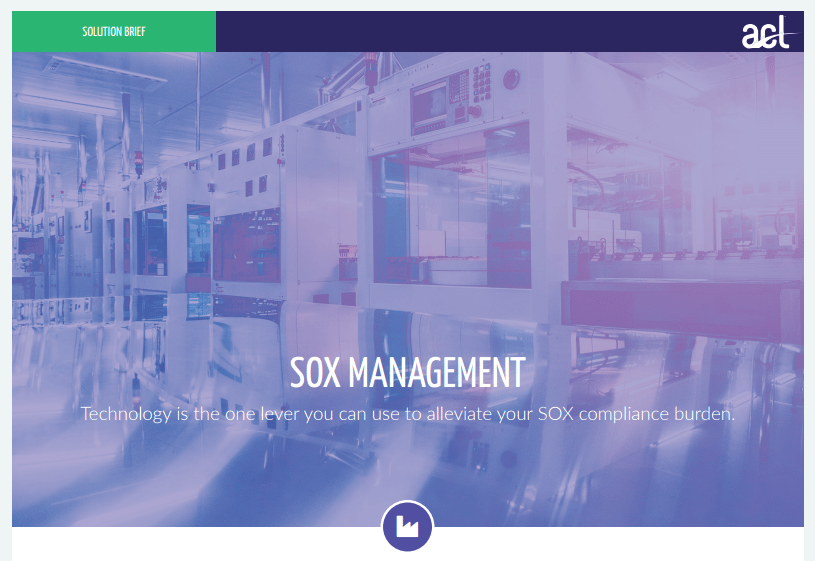 SOLUTION BRIEF
acl
SOX MANAGEMENT
Technology is the one lever you can use to alleviate your SOX compliance burden.